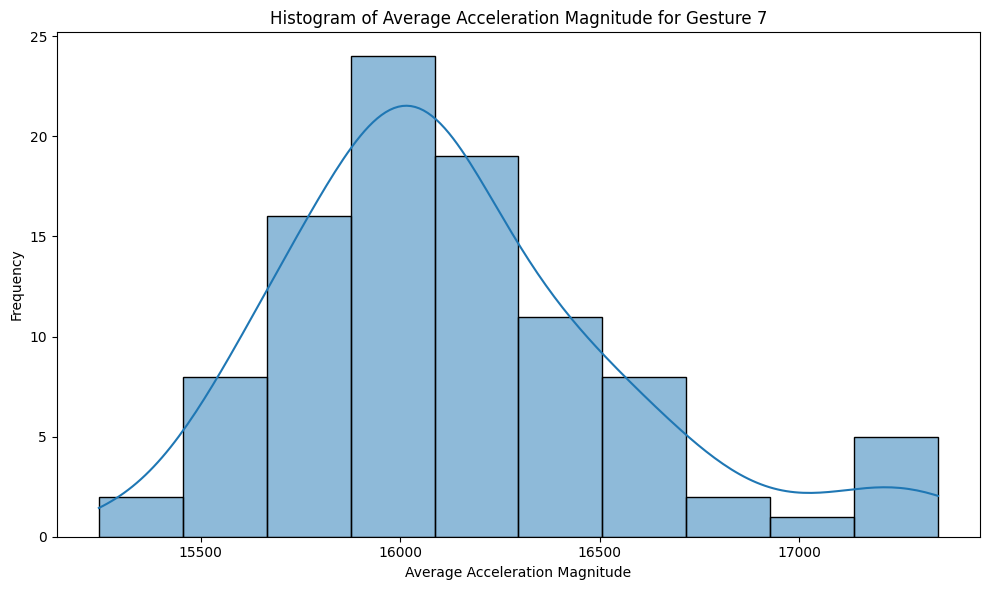 Histogram of Average Acceleration Magnitude for Gesture 7
Frequency
25
20
15
10
5
0
15500 16000 16500 17000
Average Acceleration Magnitude